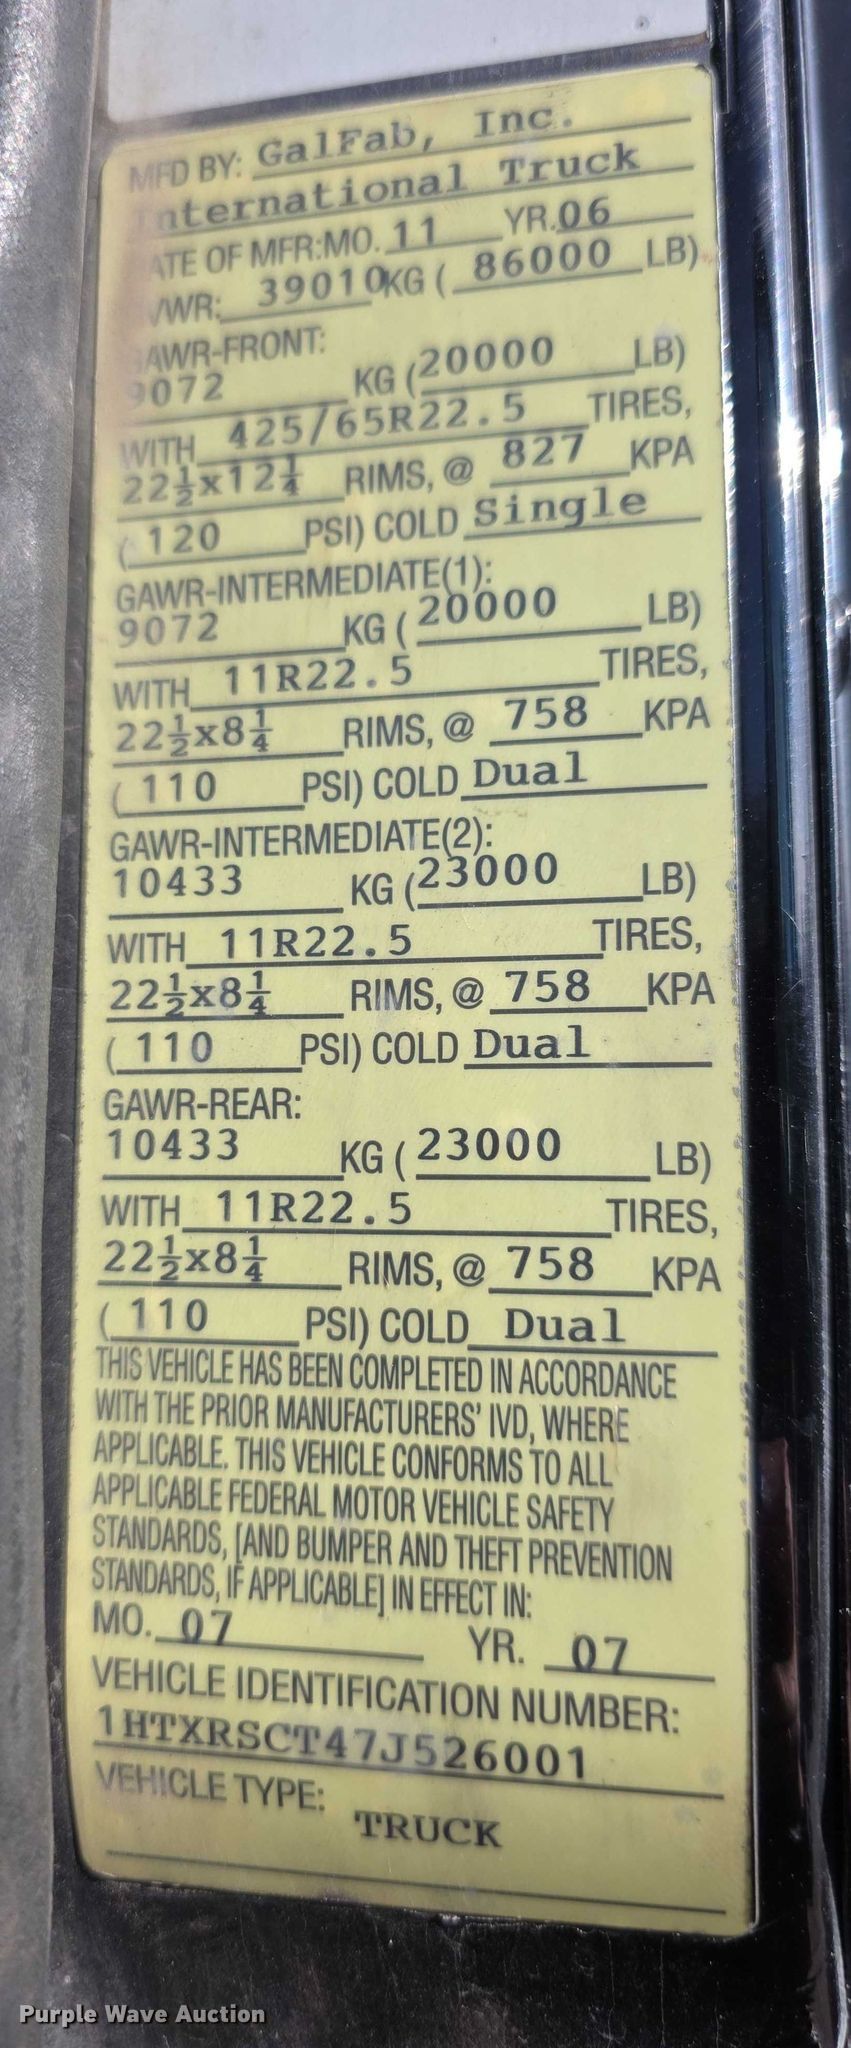 MFD BY: GalFab, Inc.
International Truck
DATE OF MFR:MO. 11 YR. 06
GVWR: 39010 KG ( 86000 LB)
GAWR-FRONT:
9072 KG (20000 LB)
WITH 425/65R22.5 TIRES,
22½x12¼ RIMS, @ 827 KPA
( 120 PSI) COLD Single
GAWR-INTERMEDIATE(1):
9072 KG ( 20000 LB)
WITH 11R22.5 TIRES,
22½x8¼ RIMS, @ 758 KPA
( 110 PSI) COLD Dual
GAWR-INTERMEDIATE(2):
10433 KG (23000 LB)
WITH 11R22.5 TIRES,
22½x8¼ RIMS, @ 758 KPA
( 110 PSI) COLD Dual
GAWR-REAR:
10433 KG ( 23000 LB)
WITH 11R22.5 TIRES,
22½x8¼ RIMS, @ 758 KPA
( 110 PSI) COLD Dual
THIS VEHICLE HAS BEEN COMPLETED IN ACCORDANCE
WITH THE PRIOR MANUFACTURERS' IVD, WHERE
APPLICABLE. THIS VEHICLE CONFORMS TO ALL
APPLICABLE FEDERAL MOTOR VEHICLE SAFETY
STANDARDS, [AND BUMPER AND THEFT PREVENTION
STANDARDS, IF APPLICABLE] IN EFFECT IN:
MO. 07 YR. 07
VEHICLE IDENTIFICATION NUMBER:
1HTXRSCT47J526001
VEHICLE TYPE:
TRUCK
Purple Wave Auction